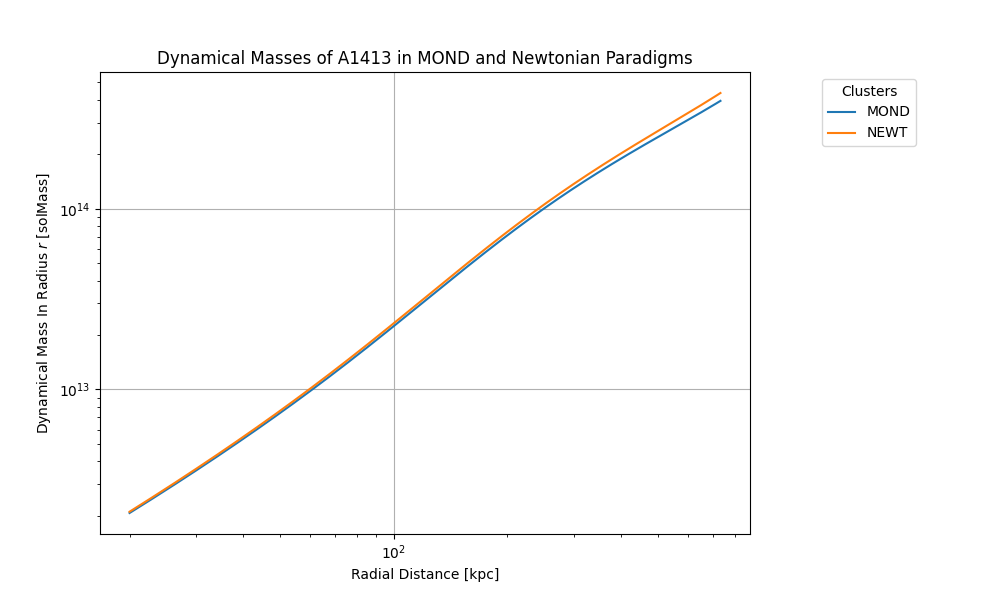 Dynamical Masses of A1413 in MOND and Newtonian Paradigms
Clusters
MOND
NEWT
Dynamical Mass In Radius r [solMass]
10^14
10^13
10^2
Radial Distance [kpc]